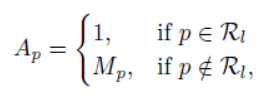 A_p = { 1, if p ∈ ℛ_l
M_p, if p ∉ ℛ_l,